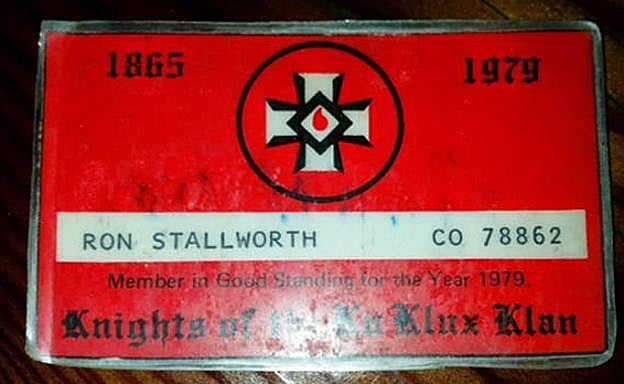 1865 1979
RON STALLWORTH CO 78862
Member in Good Standing for the Year 1979.
Knights of the Ku Klux Klan